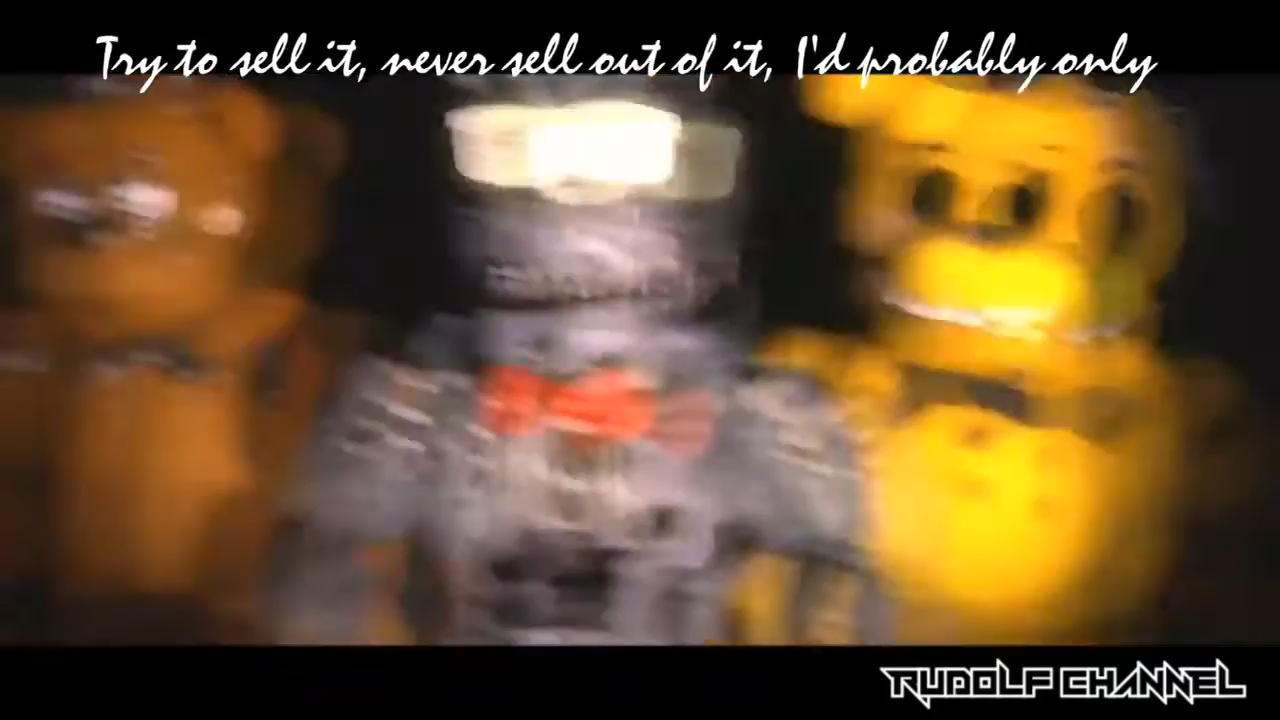 Try to sell it, never sell out of it, I'd probably only
RUDOLF CHANNEL